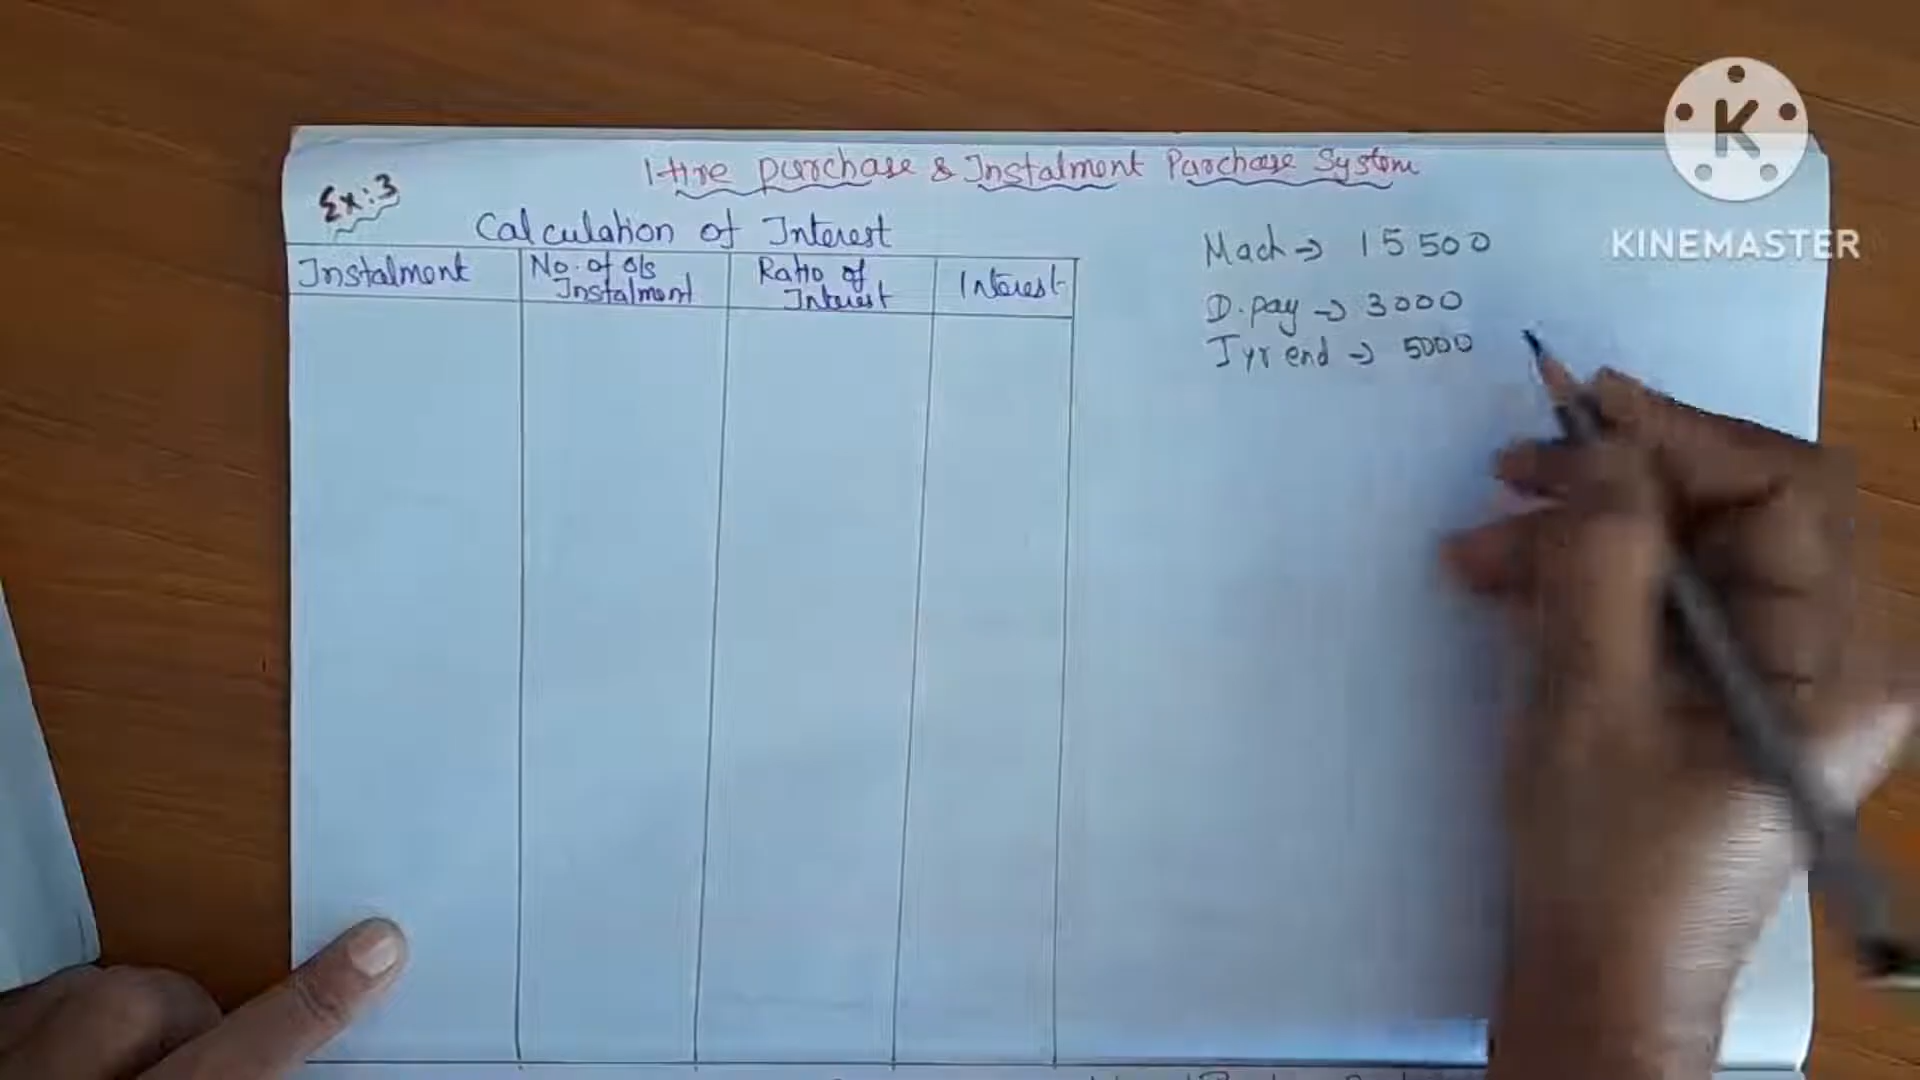 Hire Purchase & Instalment Purchase System
Ex:3
Calculation of Interest
Instalment
No. of o/s Instalment
Ratio of Interest
Interest
Mach → 15500
D.pay → 3000
I yr end → 5000
K
KINEMASTER